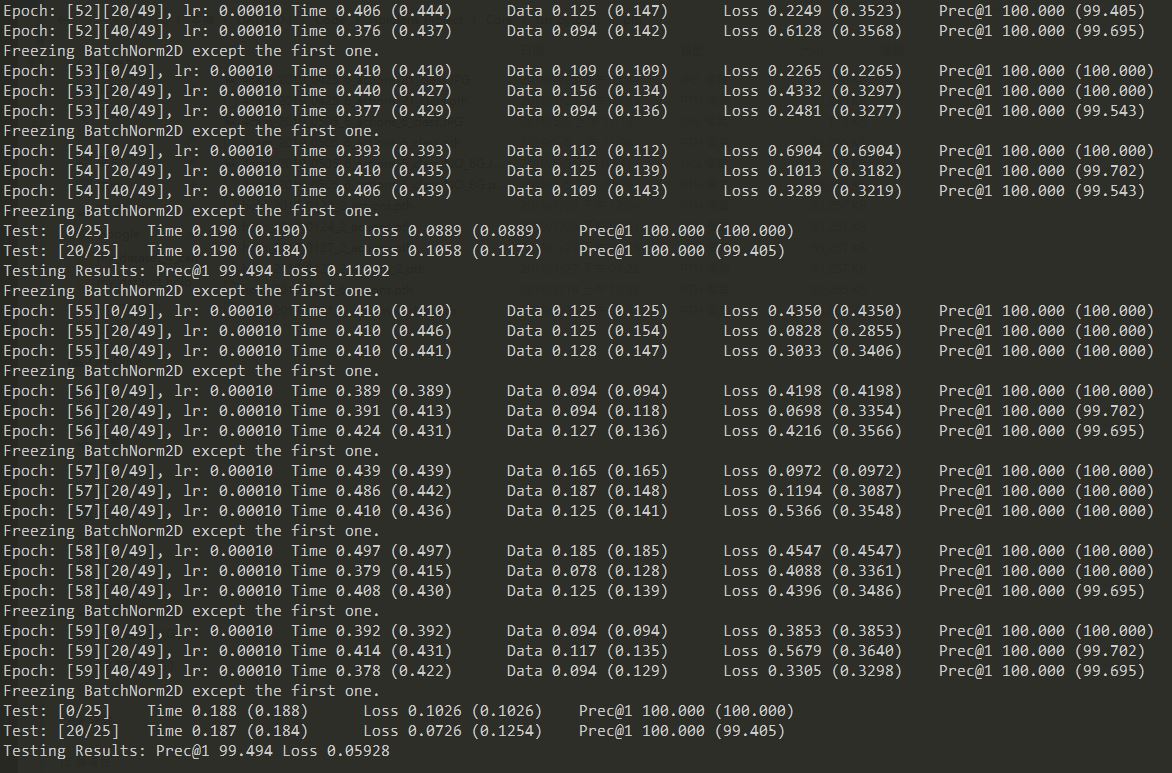 Epoch: [52][20/49], lr: 0.00010 Time 0.406 (0.444) Data 0.125 (0.147) Loss 0.2249 (0.3523) Prec@1 100.000 (99.405)
Epoch: [52][40/49], lr: 0.00010 Time 0.376 (0.437) Data 0.094 (0.142) Loss 0.6128 (0.3568) Prec@1 100.000 (99.695)
Freezing BatchNorm2D except the first one.
Epoch: [53][0/49], lr: 0.00010 Time 0.410 (0.410) Data 0.109 (0.109) Loss 0.2265 (0.2265) Prec@1 100.000 (100.000)
Epoch: [53][20/49], lr: 0.00010 Time 0.440 (0.427) Data 0.156 (0.134) Loss 0.4332 (0.3297) Prec@1 100.000 (100.000)
Epoch: [53][40/49], lr: 0.00010 Time 0.377 (0.429) Data 0.094 (0.136) Loss 0.2481 (0.3277) Prec@1 100.000 (99.543)
Freezing BatchNorm2D except the first one.
Epoch: [54][0/49], lr: 0.00010 Time 0.393 (0.393) Data 0.112 (0.112) Loss 0.6904 (0.6904) Prec@1 100.000 (100.000)
Epoch: [54][20/49], lr: 0.00010 Time 0.410 (0.435) Data 0.125 (0.139) Loss 0.1013 (0.3182) Prec@1 100.000 (99.702)
Epoch: [54][40/49], lr: 0.00010 Time 0.406 (0.439) Data 0.109 (0.143) Loss 0.3289 (0.3219) Prec@1 100.000 (99.543)
Freezing BatchNorm2D except the first one.
Test: [0/25] Time 0.190 (0.190) Loss 0.0889 (0.0889) Prec@1 100.000 (100.000)
Test: [20/25] Time 0.190 (0.184) Loss 0.1058 (0.1172) Prec@1 100.000 (99.405)
Testing Results: Prec@1 99.494 Loss 0.11092
Freezing BatchNorm2D except the first one.
Epoch: [55][0/49], lr: 0.00010 Time 0.410 (0.410) Data 0.125 (0.125) Loss 0.4350 (0.4350) Prec@1 100.000 (100.000)
Epoch: [55][20/49], lr: 0.00010 Time 0.410 (0.446) Data 0.125 (0.154) Loss 0.0828 (0.2855) Prec@1 100.000 (100.000)
Epoch: [55][40/49], lr: 0.00010 Time 0.410 (0.441) Data 0.128 (0.147) Loss 0.3033 (0.3406) Prec@1 100.000 (100.000)
Freezing BatchNorm2D except the first one.
Epoch: [56][0/49], lr: 0.00010 Time 0.389 (0.389) Data 0.094 (0.094) Loss 0.4198 (0.4198) Prec@1 100.000 (100.000)
Epoch: [56][20/49], lr: 0.00010 Time 0.391 (0.413) Data 0.094 (0.118) Loss 0.0698 (0.3354) Prec@1 100.000 (99.702)
Epoch: [56][40/49], lr: 0.00010 Time 0.424 (0.431) Data 0.127 (0.136) Loss 0.4216 (0.3566) Prec@1 100.000 (99.695)
Freezing BatchNorm2D except the first one.
Epoch: [57][0/49], lr: 0.00010 Time 0.439 (0.439) Data 0.165 (0.165) Loss 0.0972 (0.0972) Prec@1 100.000 (100.000)
Epoch: [57][20/49], lr: 0.00010 Time 0.486 (0.442) Data 0.187 (0.148) Loss 0.1194 (0.3087) Prec@1 100.000 (100.000)
Epoch: [57][40/49], lr: 0.00010 Time 0.410 (0.436) Data 0.125 (0.141) Loss 0.5366 (0.3548) Prec@1 100.000 (100.000)
Freezing BatchNorm2D except the first one.
Epoch: [58][0/49], lr: 0.00010 Time 0.497 (0.497) Data 0.185 (0.185) Loss 0.4547 (0.4547) Prec@1 100.000 (100.000)
Epoch: [58][20/49], lr: 0.00010 Time 0.379 (0.415) Data 0.078 (0.128) Loss 0.4088 (0.3361) Prec@1 100.000 (100.000)
Epoch: [58][40/49], lr: 0.00010 Time 0.408 (0.430) Data 0.125 (0.139) Loss 0.4396 (0.3486) Prec@1 100.000 (99.695)
Freezing BatchNorm2D except the first one.
Epoch: [59][0/49], lr: 0.00010 Time 0.392 (0.392) Data 0.094 (0.094) Loss 0.3853 (0.3853) Prec@1 100.000 (100.000)
Epoch: [59][20/49], lr: 0.00010 Time 0.414 (0.431) Data 0.117 (0.135) Loss 0.5679 (0.3640) Prec@1 100.000 (99.702)
Epoch: [59][40/49], lr: 0.00010 Time 0.378 (0.422) Data 0.094 (0.129) Loss 0.3305 (0.3298) Prec@1 100.000 (99.695)
Freezing BatchNorm2D except the first one.
Test: [0/25] Time 0.188 (0.188) Loss 0.1026 (0.1026) Prec@1 100.000 (100.000)
Test: [20/25] Time 0.187 (0.184) Loss 0.0726 (0.1254) Prec@1 100.000 (99.405)
Testing Results: Prec@1 99.494 Loss 0.05928